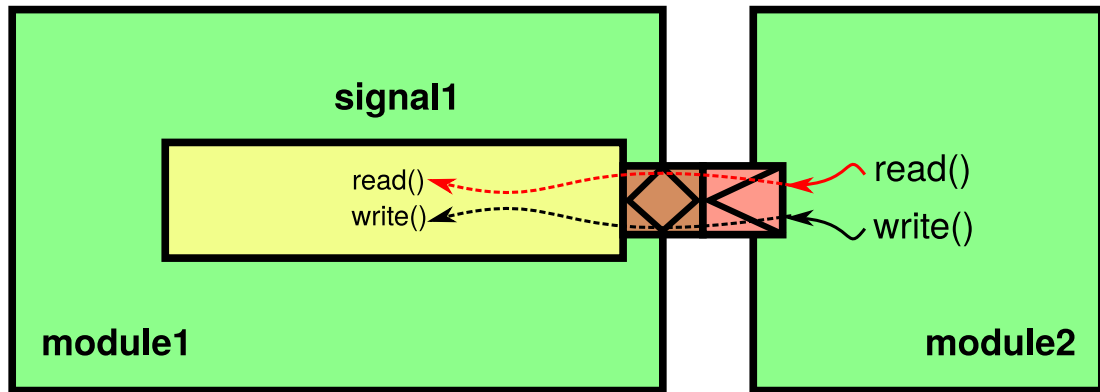 signal1
read()
write()
module1
read()
write()
module2